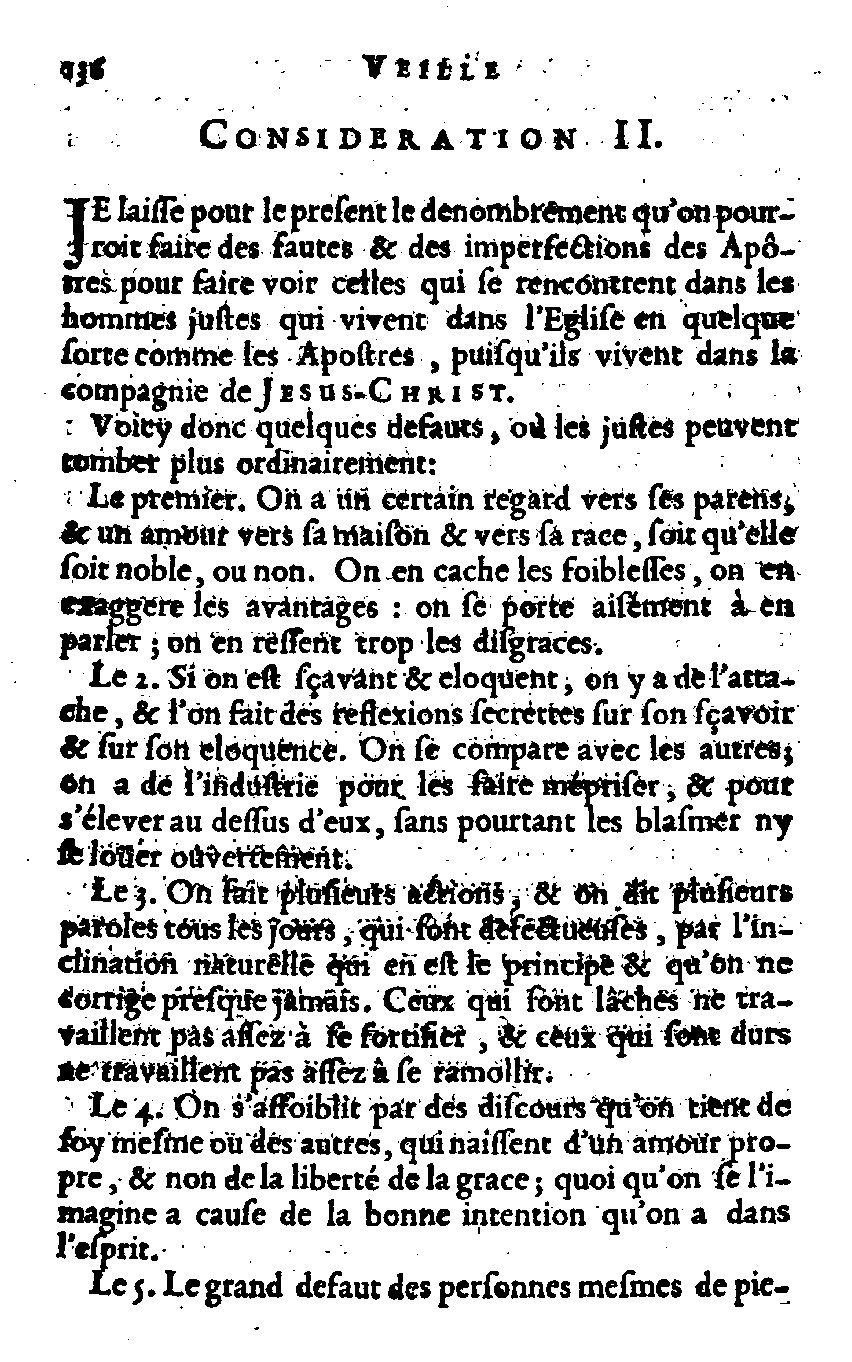 936 VEILLE
CONSIDERATION II.
JE laiſſe pour le preſent le denombrement qu'on pour-
roit faire des fautes & des imperfections des Apô-
tres pour faire voir celles qui ſe rencontrent dans les
hommes juſtes qui vivent dans l'Egliſe en quelque
ſorte comme les Apoſtres , puiſqu'ils vivent dans la
compagnie de JESUS-CHRIST.
Voicy donc quelques defauts, où les juſtes peuvent
tomber plus ordinairement:
Le premier. On a un certain regard vers ſes parens,
& un amour vers ſa maiſon & vers ſa race, ſoit qu'elle
ſoit noble, ou non. On en cache les foibleſſes, on en
exaggere les avantages : on ſe porte aiſément à en
parler ; on en reſſent trop les diſgraces.
Le 2. Si on eſt ſçavant & eloquent, on y a de l'atta-
che, & l'on fait des reflexions ſecrettes ſur ſon ſçavoir
& ſur ſon eloquence. On ſe compare avec les autres;
on a de l'induſtrie pour les faire mépriſer, & pour
s'élever au deſſus d'eux, ſans pourtant les blaſmer ny
ſe loüer ouvertement.
Le 3. On fait pluſieurs actions, & on dit pluſieurs
paroles tous les jours, qui ſont defectueuſes, par l'in-
clination naturelle qui en eſt le principe & qu'on ne
corrige preſque jamais. Ceux qui ſont lâches ne tra-
vaillent pas aſſez à ſe fortifier , & ceux qui ſont durs
ne travaillent pas aſſez à ſe ramollir.
Le 4. On s'affoiblit par des diſcours qu'on tient de
ſoy meſme ou des autres, qui naiſſent d'un amour pro-
pre, & non de la liberté de la grace; quoi qu'on ſe l'i-
magine a cauſe de la bonne intention qu'on a dans
l'eſprit.
Le 5. Le grand defaut des perſonnes meſmes de pie-